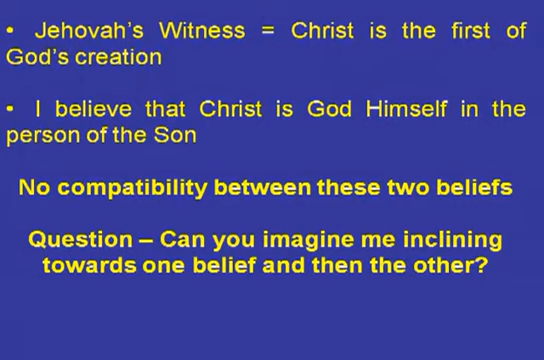 • Jehovah's Witness = Christ is the first of
God's creation
• I believe that Christ is God Himself in the
person of the Son
No compatibility between these two beliefs
Question – Can you imagine me inclining
towards one belief and then the other?